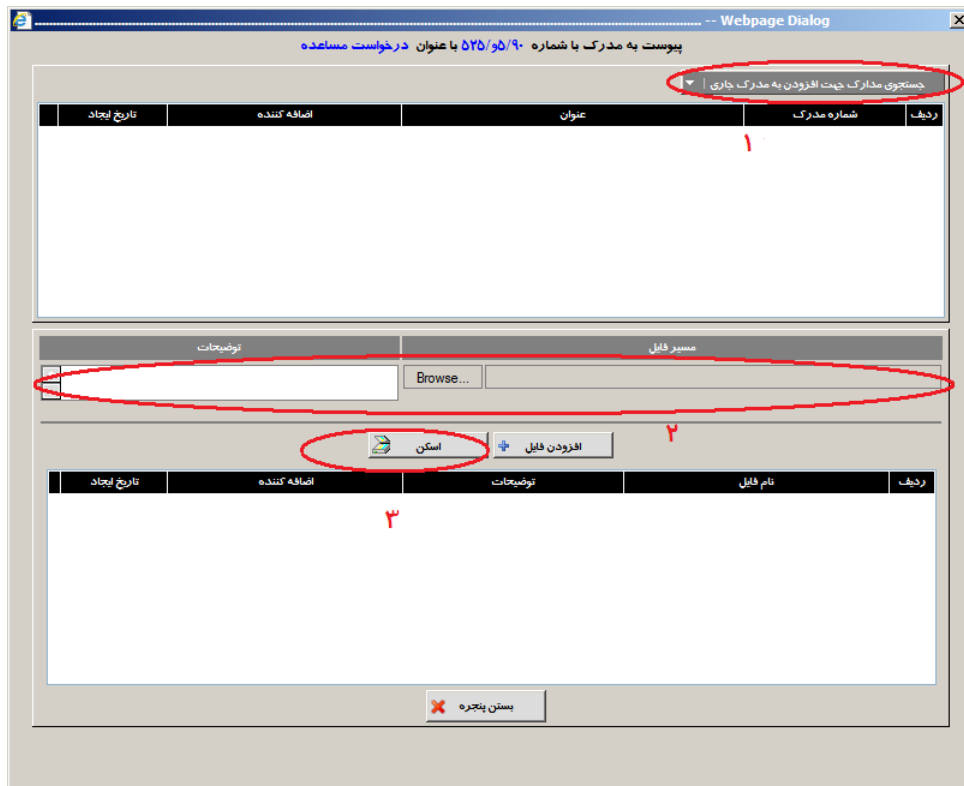 -- Webpage Dialog
پیوست به مدرک با شماره ۵۲۵/۵و/۹۰ با عنوان درخواست مساعده
جستجوی مدارک جهت افزودن به مدرک جاری
ردیف شماره مدرک عنوان اضافه کننده تاریخ ایجاد
۱
مسیر فایل توضیحات
Browse...
۲
افزودن فایل اسکن
ردیف نام فایل توضیحات اضافه کننده تاریخ ایجاد
۳
بستن پنجره